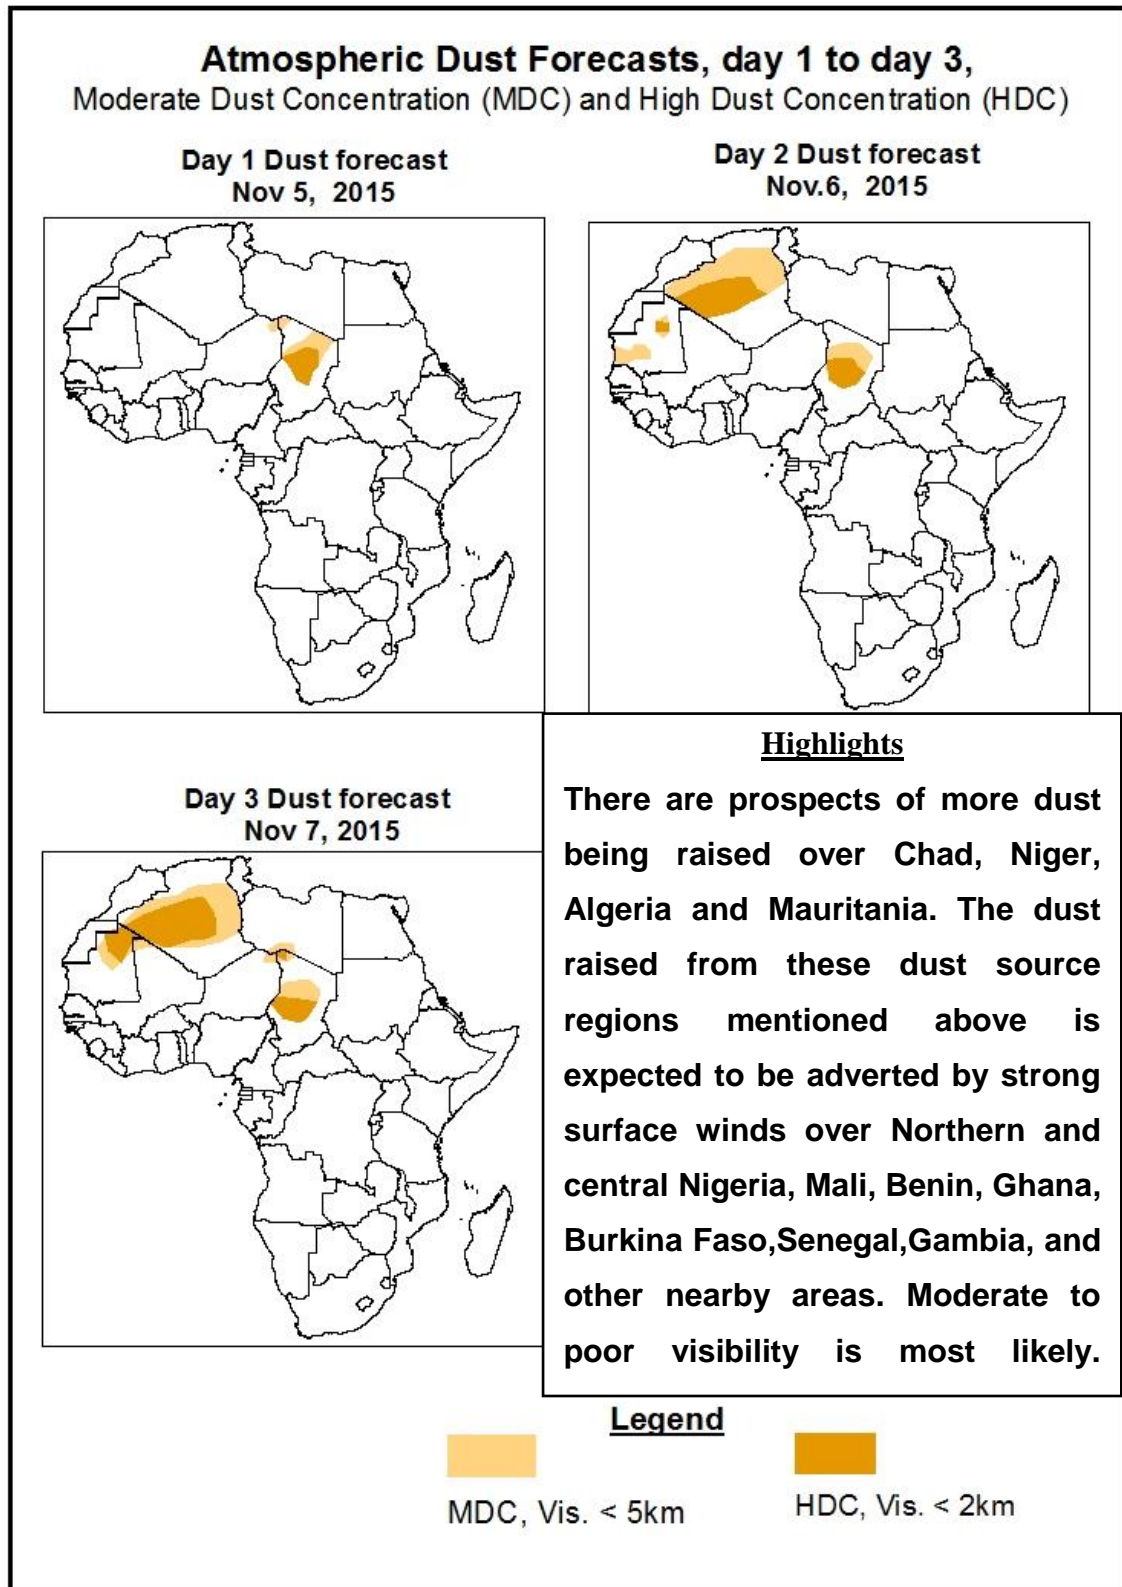 Atmospheric Dust Forecasts, day 1 to day 3,
Moderate Dust Concentration (MDC) and High Dust Concentration (HDC)
Day 1 Dust forecast
Nov 5, 2015
Day 2 Dust forecast
Nov.6, 2015
Day 3 Dust forecast
Nov 7, 2015
Highlights
There are prospects of more dust
being raised over Chad, Niger,
Algeria and Mauritania. The dust
raised from these dust source
regions mentioned above is
expected to be adverted by strong
surface winds over Northern and
central Nigeria, Mali, Benin, Ghana,
Burkina Faso,Senegal,Gambia, and
other nearby areas. Moderate to
poor visibility is most likely.
Legend
MDC, Vis. < 5km
HDC, Vis. < 2km